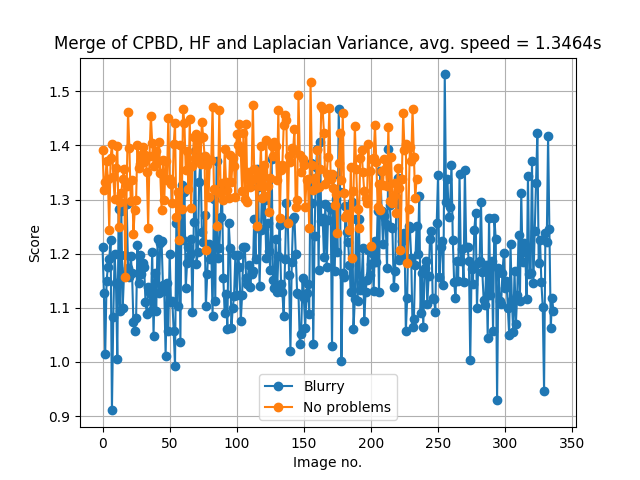 Merge of CPBD, HF and Laplacian Variance, avg. speed = 1.3464s
1.5
1.4
1.3
1.2
1.1
1.0
0.9
Score
Blurry
No problems
0 50 100 150 200 250 300 350
Image no.